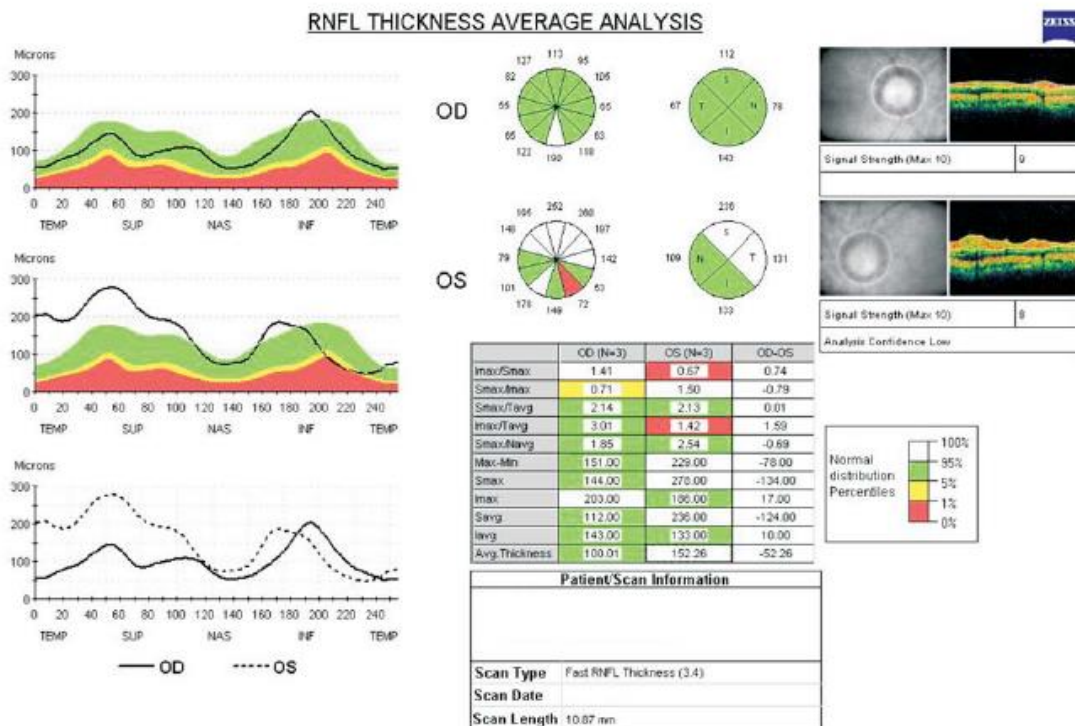 RNFL THICKNESS AVERAGE ANALYSIS
ZEISS
Microns
300
200
100
0
0 20 40 60 80 100 120 140 160 180 200 220 240
TEMP SUP NAS INF TEMP
OD
113
137 95
82 105
55 65
65 63
122 118
190
112
67 T S N 78
I
143
Signal Strength (Max 10) 9
Microns
300
200
100
0
0 20 40 60 80 100 120 140 160 180 200 220 240
TEMP SUP NAS INF TEMP
OS
252
195 260
148 197
79 142
101 53
178 72
149
236
109 N S T 131
I
133
Signal Strength (Max 10) 8
Analysis Confidence Low
OD (N=3) OS (N=3) OD-OS
Imax/Smax 1.41 0.67 0.74
Smax/Imax 0.71 1.50 -0.79
Smax/Tavg 2.14 2.13 0.01
Imax/Tavg 3.01 1.42 1.59
Smax/Navg 1.85 2.54 -0.69
Max-Min 151.00 229.00 -78.00
Smax 144.00 278.00 -134.00
Imax 203.00 186.00 17.00
Savg 112.00 236.00 -124.00
Iavg 143.00 133.00 10.00
Avg.Thickness 100.01 152.26 -52.26
Normal
distribution
Percentiles
100%
95%
5%
1%
0%
Microns
300
200
100
0
0 20 40 60 80 100 120 140 160 180 200 220 240
TEMP SUP NAS INF TEMP
OD OS
Patient/Scan Information
Scan Type Fast RNFL Thickness (3.4)
Scan Date
Scan Length 10.87 mm